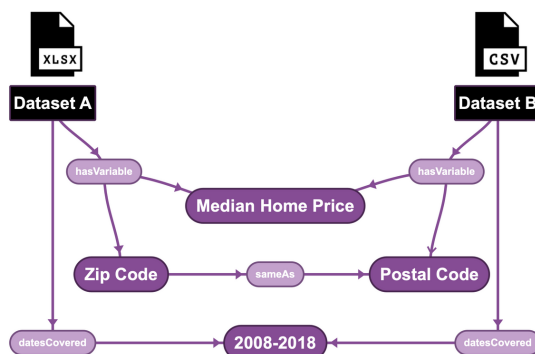 XLSX
CSV
Dataset A
Dataset B
hasVariable
hasVariable
Median Home Price
Zip Code
sameAs
Postal Code
datesCovered
2008-2018
datesCovered